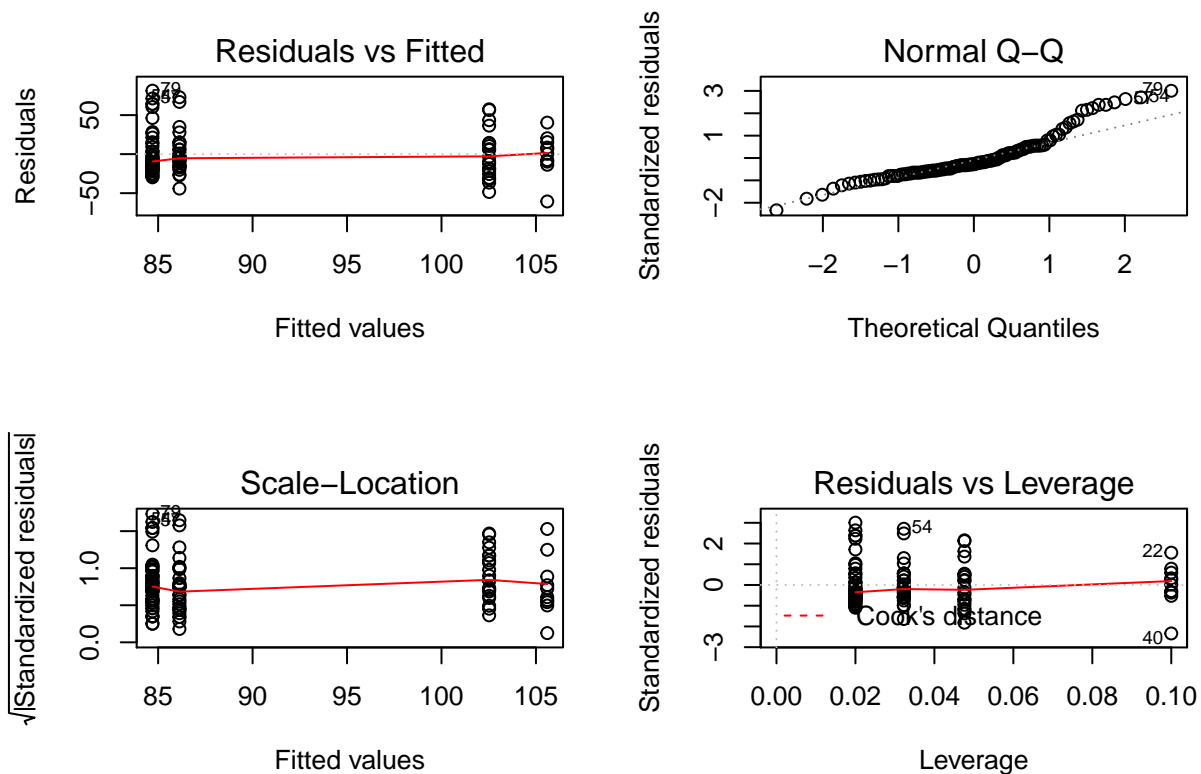 Residuals vs Fitted
Residuals
50
−50
79
85
90
95
100
105
Fitted values
Normal Q−Q
Standardized residuals
3
1
−2
79
54
−2
−1
0
1
2
Theoretical Quantiles
Scale−Location
√|Standardized residuals|
1.0
0.0
79
85
90
95
100
105
Fitted values
Residuals vs Leverage
Standardized residuals
2
0
−3
54
22
40
Cook's distance
0.00
0.02
0.04
0.06
0.08
0.10
Leverage